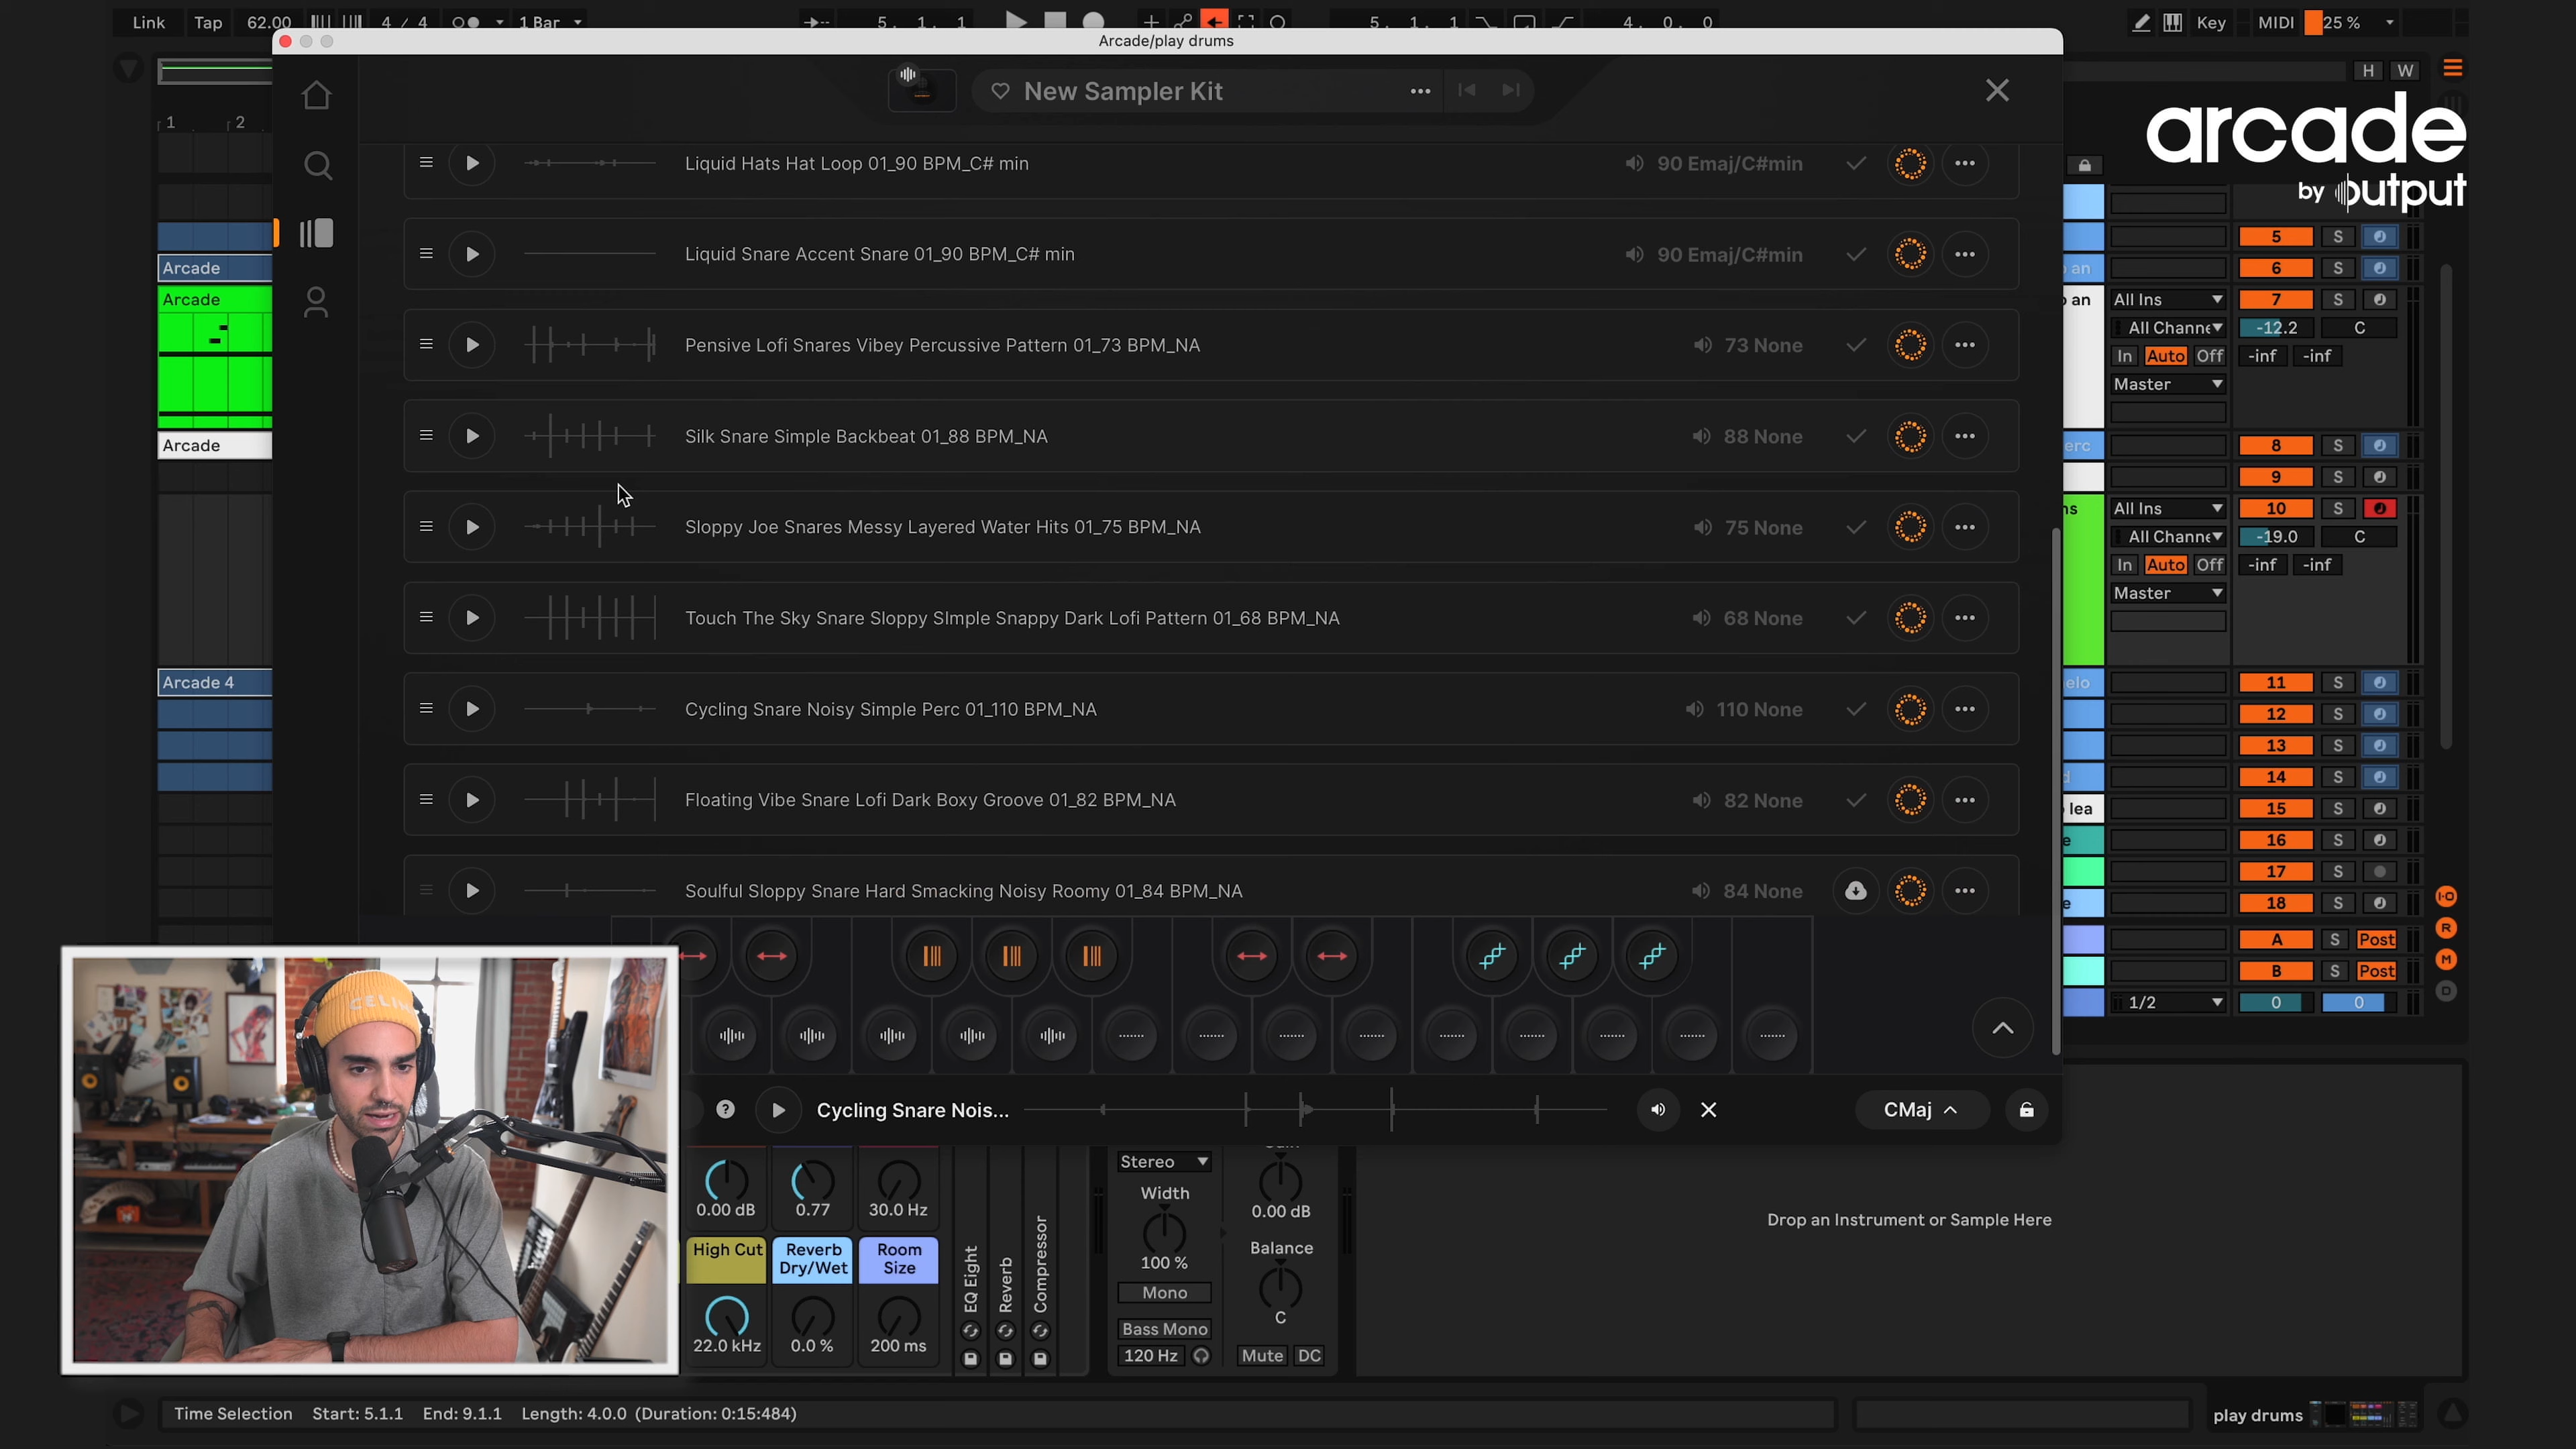 Link
Tap
62.00
4 / 4
1 Bar
5. 1. 1
5. 1. 1
4. 0. 0
Key
MIDI
25 %
Arcade/play drums
H
W
New Sampler Kit
arcade
by output
1
2
Liquid Hats Hat Loop 01_90 BPM_C# min
90 Emaj/C#min
Liquid Snare Accent Snare 01_90 BPM_C# min
90 Emaj/C#min
5
S
Arcade
an
6
S
Arcade
o an
All Ins
7
S
All Channe
-12.2
C
In
Auto
Off
-inf
-inf
Master
Pensive Lofi Snares Vibey Percussive Pattern 01_73 BPM_NA
73 None
Silk Snare Simple Backbeat 01_88 BPM_NA
88 None
Arcade
erc
8
S
9
S
Sloppy Joe Snares Messy Layered Water Hits 01_75 BPM_NA
75 None
ns
All Ins
10
S
All Channe
-19.0
C
In
Auto
Off
-inf
-inf
Master
Touch The Sky Snare Sloppy SImple Snappy Dark Lofi Pattern 01_68 BPM_NA
68 None
Arcade 4
elo
11
S
Cycling Snare Noisy Simple Perc 01_110 BPM_NA
110 None
12
S
13
S
d
14
S
Floating Vibe Snare Lofi Dark Boxy Groove 01_82 BPM_NA
82 None
lea
15
S
e
16
S
17
S
Soulful Sloppy Snare Hard Smacking Noisy Roomy 01_84 BPM_NA
84 None
e
18
S
I·O
R
M
D
A
S
Post
B
S
Post
1/2
0
0
CELIN
?
Cycling Snare Nois...
CMaj
0.00 dB
0.77
30.0 Hz
High Cut
Reverb Dry/Wet
Room Size
22.0 kHz
0.0 %
200 ms
EQ Eight
Reverb
Compressor
Stereo
Width
100 %
Mono
Bass Mono
120 Hz
0.00 dB
Balance
C
Mute
DC
Drop an Instrument or Sample Here
Time Selection
Start: 5.1.1
End: 9.1.1
Length: 4.0.0
(Duration: 0:15:484)
play drums